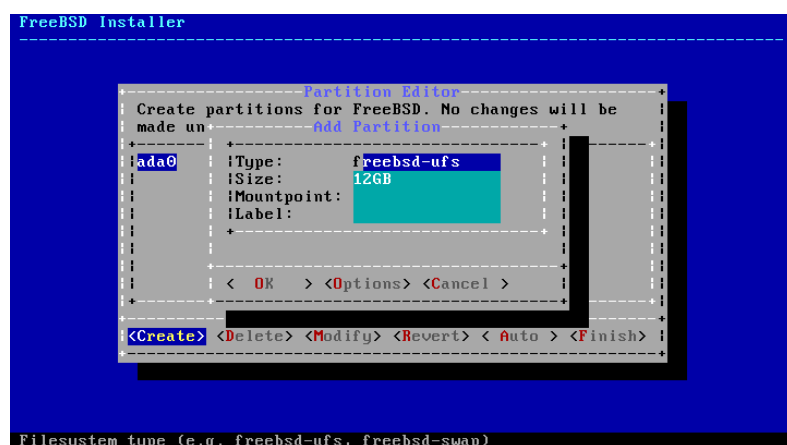 FreeBSD Installer
Partition Editor
Create partitions for FreeBSD. No changes will be
made un
Add Partition
ada0
Type: freebsd-ufs
Size: 12GB
Mountpoint:
Label:
< OK > <Options> <Cancel >
<Create> <Delete> <Modify> <Revert> < Auto > <Finish>
Filesystem type (e.g. freebsd-ufs, freebsd-swap)